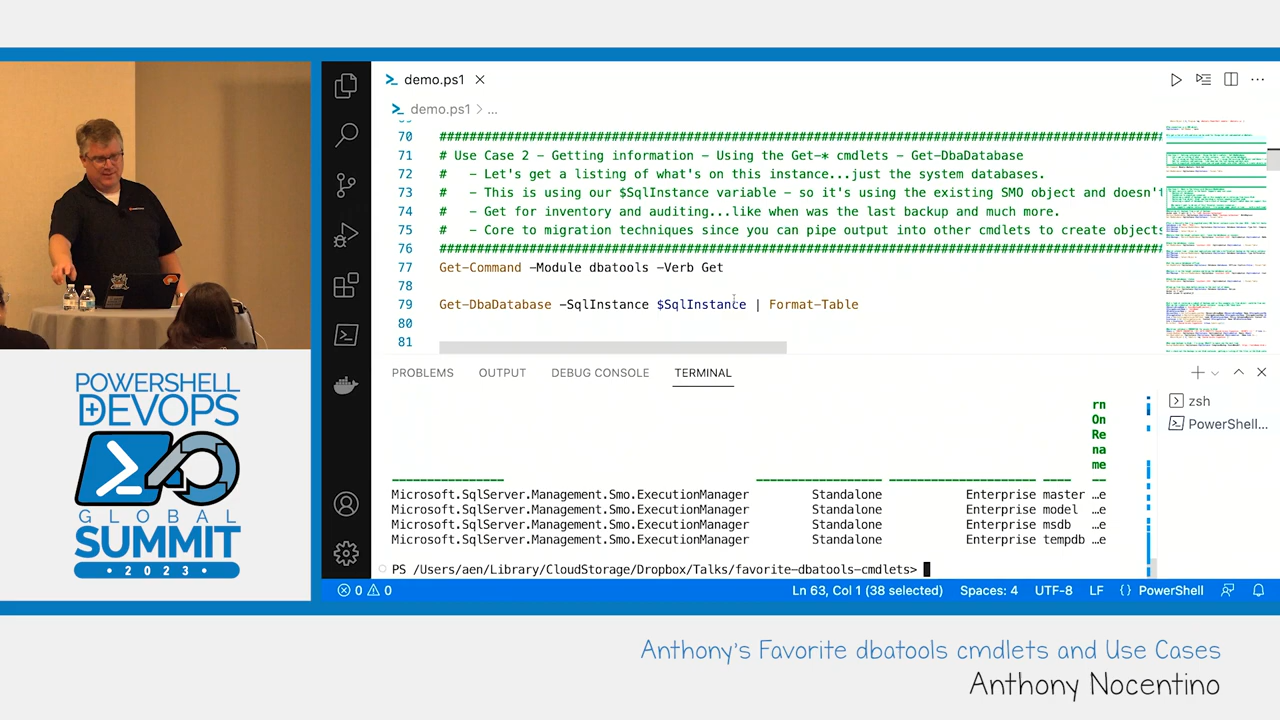 demo.ps1
demo.ps1 > ...
70 ################################################################################
71 # Use Case 2 - Getting information - Using the Get-* cmdlets - Get-DbaDatabase
72 # - Let's get a listing of what's on this instance...just the system databases.
73 # - This is using our $SqlInstance variable - so it's using the existing SMO object and doesn't
74 # - Get for inventory and auditing...like when was the last backup and much more.
75 # - Core migration technique since you can pipe output into other cmdlets to create objects
76 ################################################################################
77 Get-Command -Module dbatools -Verb Get
78
79 Get-DbaDatabase -SqlInstance $SqlInstance | Format-Table
80
81
PROBLEMS OUTPUT DEBUG CONSOLE TERMINAL
zsh
PowerShell...
rn
On
Re
na
me
Microsoft.SqlServer.Management.Smo.ExecutionManager Standalone Enterprise master …e
Microsoft.SqlServer.Management.Smo.ExecutionManager Standalone Enterprise model …e
Microsoft.SqlServer.Management.Smo.ExecutionManager Standalone Enterprise msdb …e
Microsoft.SqlServer.Management.Smo.ExecutionManager Standalone Enterprise tempdb …e
PS /Users/aen/Library/CloudStorage/Dropbox/Talks/favorite-dbatools-cmdlets>
0 0 Ln 63, Col 1 (38 selected) Spaces: 4 UTF-8 LF {} PowerShell
POWERSHELL
+DEVOPS
GLOBAL
SUMMIT
• 2023 •
Anthony's Favorite dbatools cmdlets and Use Cases
Anthony Nocentino